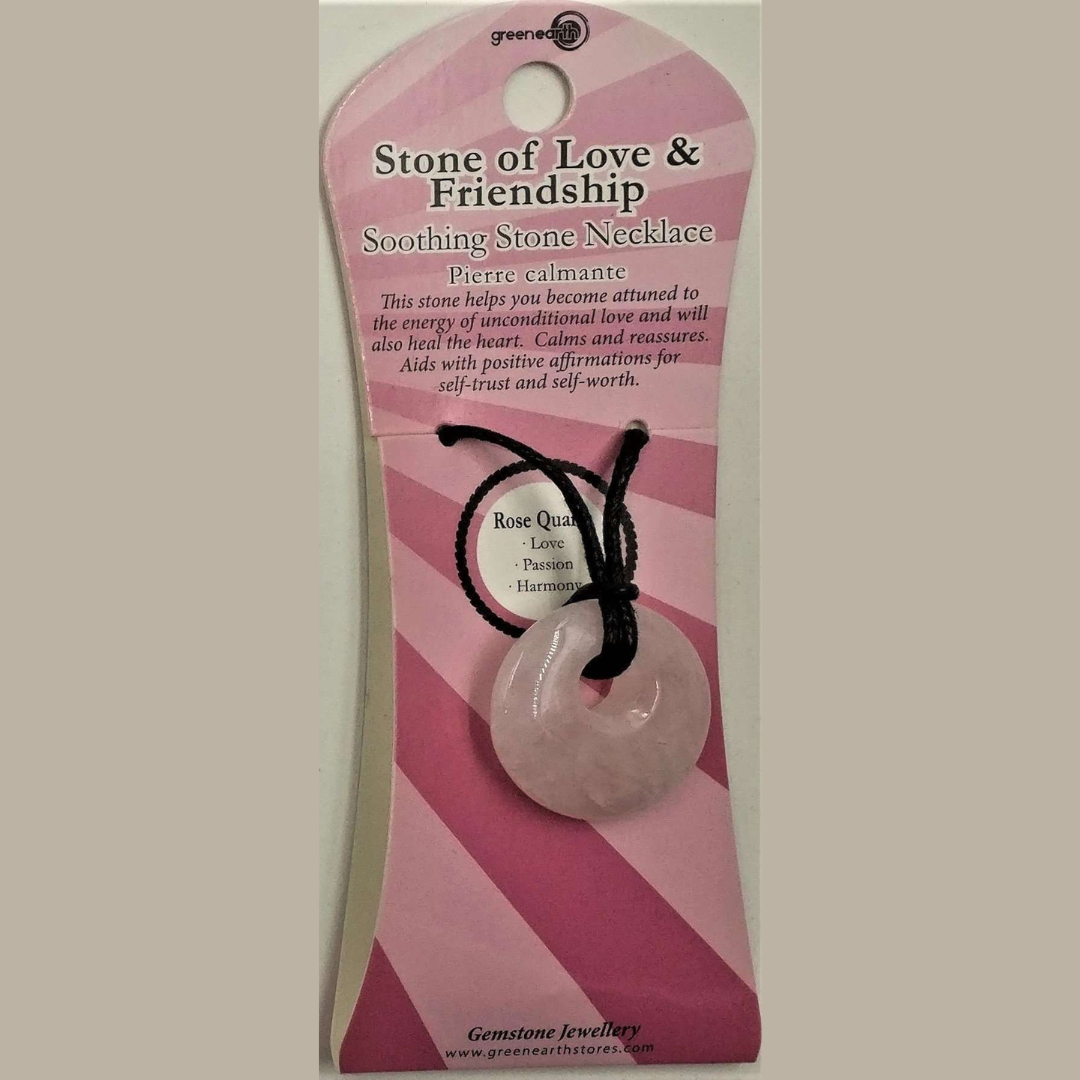 greenearth
Stone of Love &
Friendship
Soothing Stone Necklace
Pierre calmante
This stone helps you become attuned to
the energy of unconditional love and will
also heal the heart. Calms and reassures.
Aids with positive affirmations for
self-trust and self-worth.
Rose
· Love
· Passion
· Harmony
Gemstone Jewellery
www.greenearthstores.com